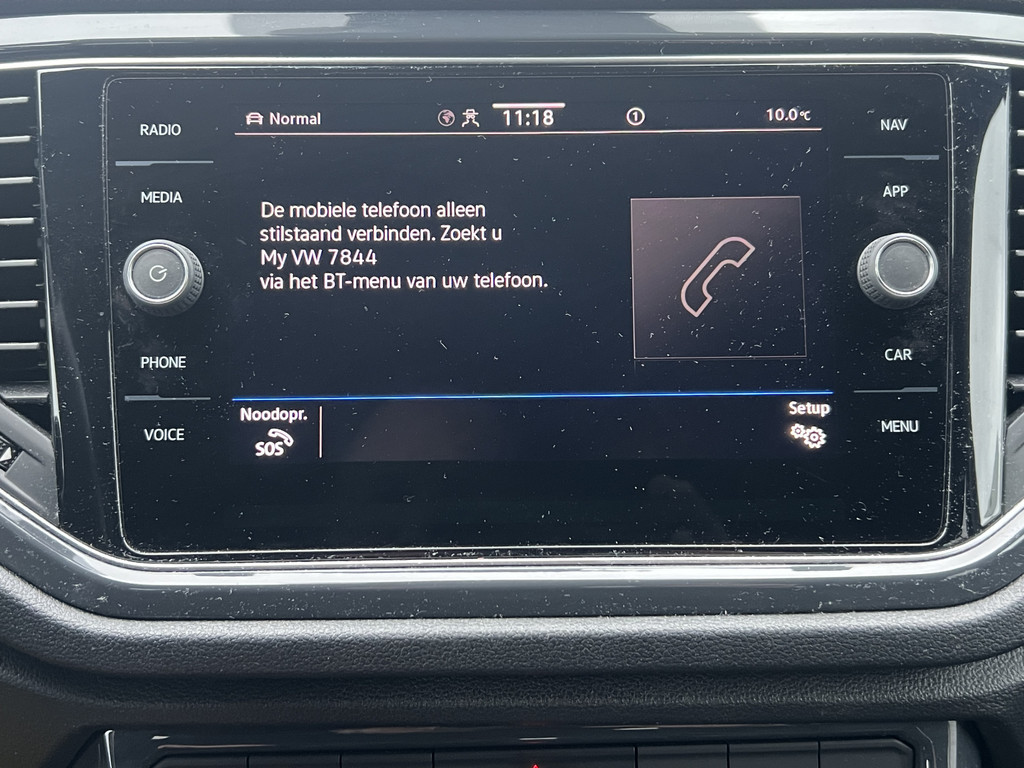 RADIO
MEDIA
PHONE
VOICE
Normal
11:18
1
10.0°C
De mobiele telefoon alleen
stilstaand verbinden. Zoekt u
My VW 7844
via het BT-menu van uw telefoon.
Noodopr.
SOS
Setup
NAV
APP
CAR
MENU